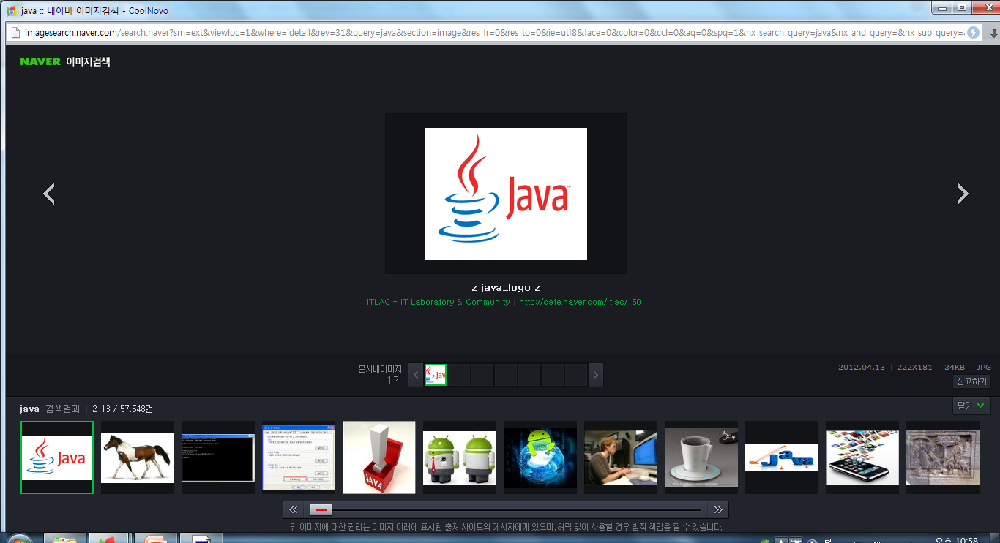 java :: 네이버 이미지검색 - CoolNovo
imagesearch.naver.com/search.naver?sm=ext&viewloc=1&where=idetail&rev=31&query=java&section=image&res_fr=0&res_to=0&ie=utf8&face=0&color=0&ccl=0&aq=0&spq=1&nx_search_query=java&nx_and_query=&nx_sub_query=
NAVER 이미지검색
Java™
z_java_logo_z
ITLAC - IT Laboratory & Community | http://cafe.naver.com/itlac/1501
문서내이미지
1 건
2012.04.13 | 222X181 | 34KB | JPG
신고하기
java 검색결과 | 2-13 / 57,548건
닫기
Java
JAVA
Java
위 이미지에 대한 권리는 이미지 아래에 표시된 출처 사이트의 게시자에게 있으며, 허락 없이 사용할 경우 법적 책임을 질 수 있습니다.
오후 10:58